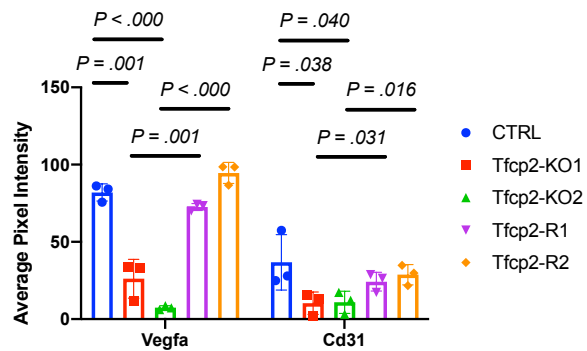 P < .000
P = .040
P = .001
P = .038
P < .000
P = .016
P = .001
P = .031
Average Pixel Intensity
150
100
50
0
Vegfa
Cd31
CTRL
Tfcp2-KO1
Tfcp2-KO2
Tfcp2-R1
Tfcp2-R2